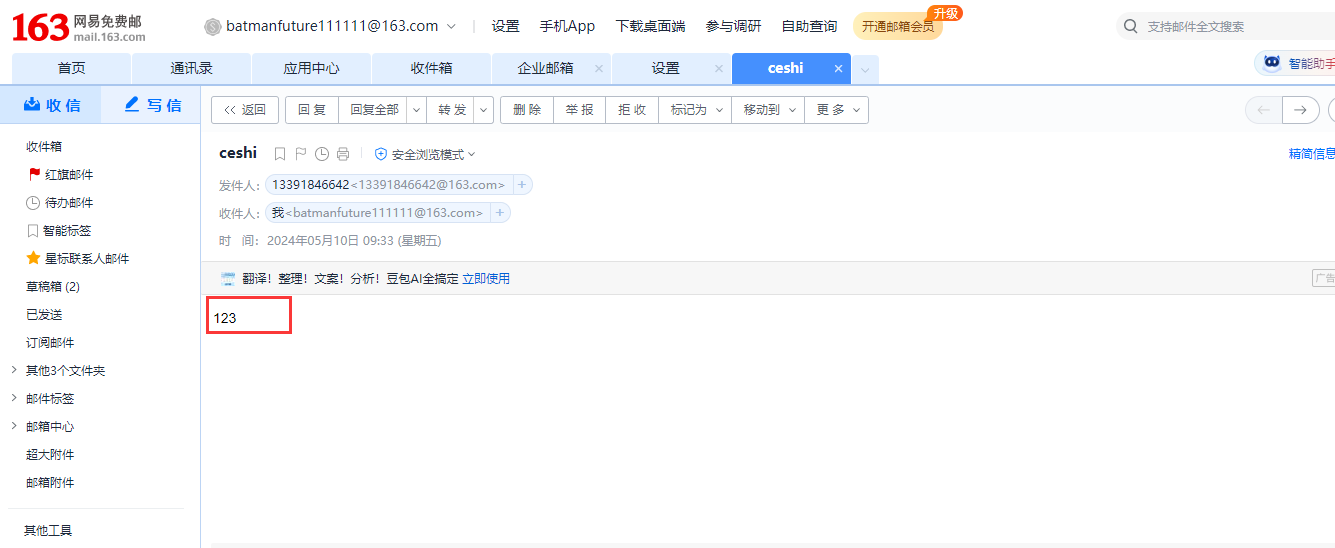 163 网易免费邮
mail.163.com
batmanfuture111111@163.com 设置 手机App 下载桌面端 参与调研 自助查询 开通邮箱会员 升级 支持邮件全文搜索
首页 通讯录 应用中心 收件箱 企业邮箱 × 设置 × ceshi × 智能助手
收 信 写 信
<< 返回 回 复 回复全部 转 发 删 除 举 报 拒 收 标记为 移动到 更 多
收件箱
红旗邮件
待办邮件
智能标签
星标联系人邮件
草稿箱 (2)
已发送
订阅邮件
其他3个文件夹
邮件标签
邮箱中心
超大附件
邮箱附件
其他工具
ceshi 安全浏览模式 精简信息
发件人: 13391846642<13391846642@163.com> +
收件人: 我<batmanfuture111111@163.com> +
时 间: 2024年05月10日 09:33 (星期五)
翻译! 整理! 文案! 分析! 豆包AI全搞定 立即使用 广告
123